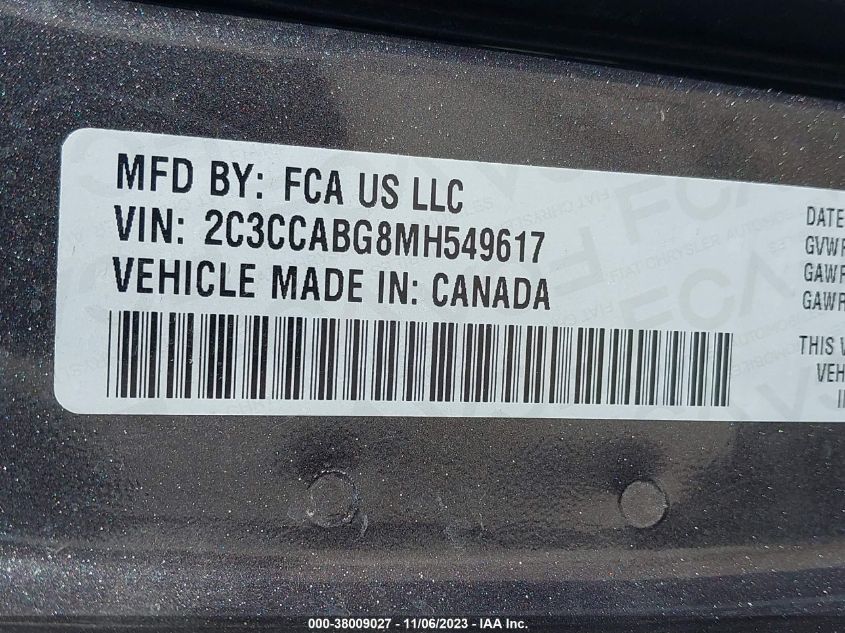 MFD BY: FCA US LLC
VIN: 2C3CCABG8MH549617
VEHICLE MADE IN: CANADA
DATE
GVWR
GAWR
GAWR
THIS V
VEH
000-38009027 - 11/06/2023 - IAA Inc.